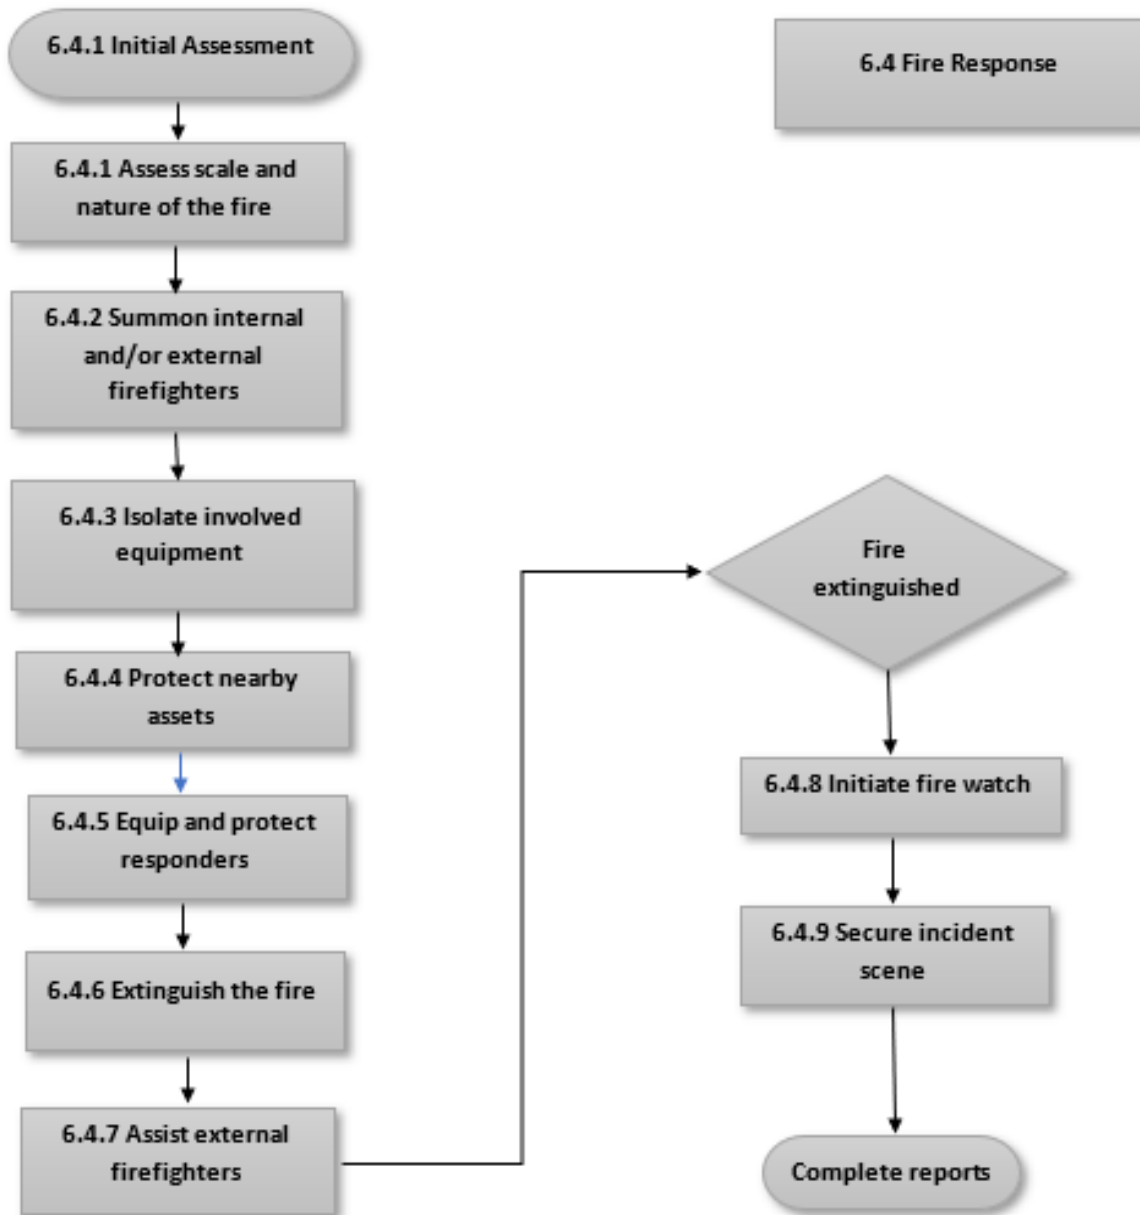 6.4.1 Initial Assessment
6.4 Fire Response
6.4.1 Assess scale and
nature of the fire
6.4.2 Summon internal
and/or external
firefighters
6.4.3 Isolate involved
equipment
6.4.4 Protect nearby
assets
6.4.5 Equip and protect
responders
6.4.6 Extinguish the fire
6.4.7 Assist external
firefighters
Fire
extinguished
6.4.8 Initiate fire watch
6.4.9 Secure incident
scene
Complete reports